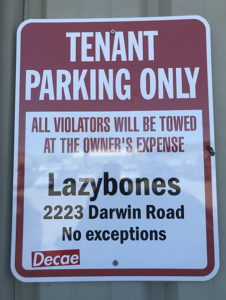 TENANT
PARKING ONLY
ALL VIOLATORS WILL BE TOWED
AT THE OWNER'S EXPENSE
Lazybones
2223 Darwin Road
No exceptions
Decae